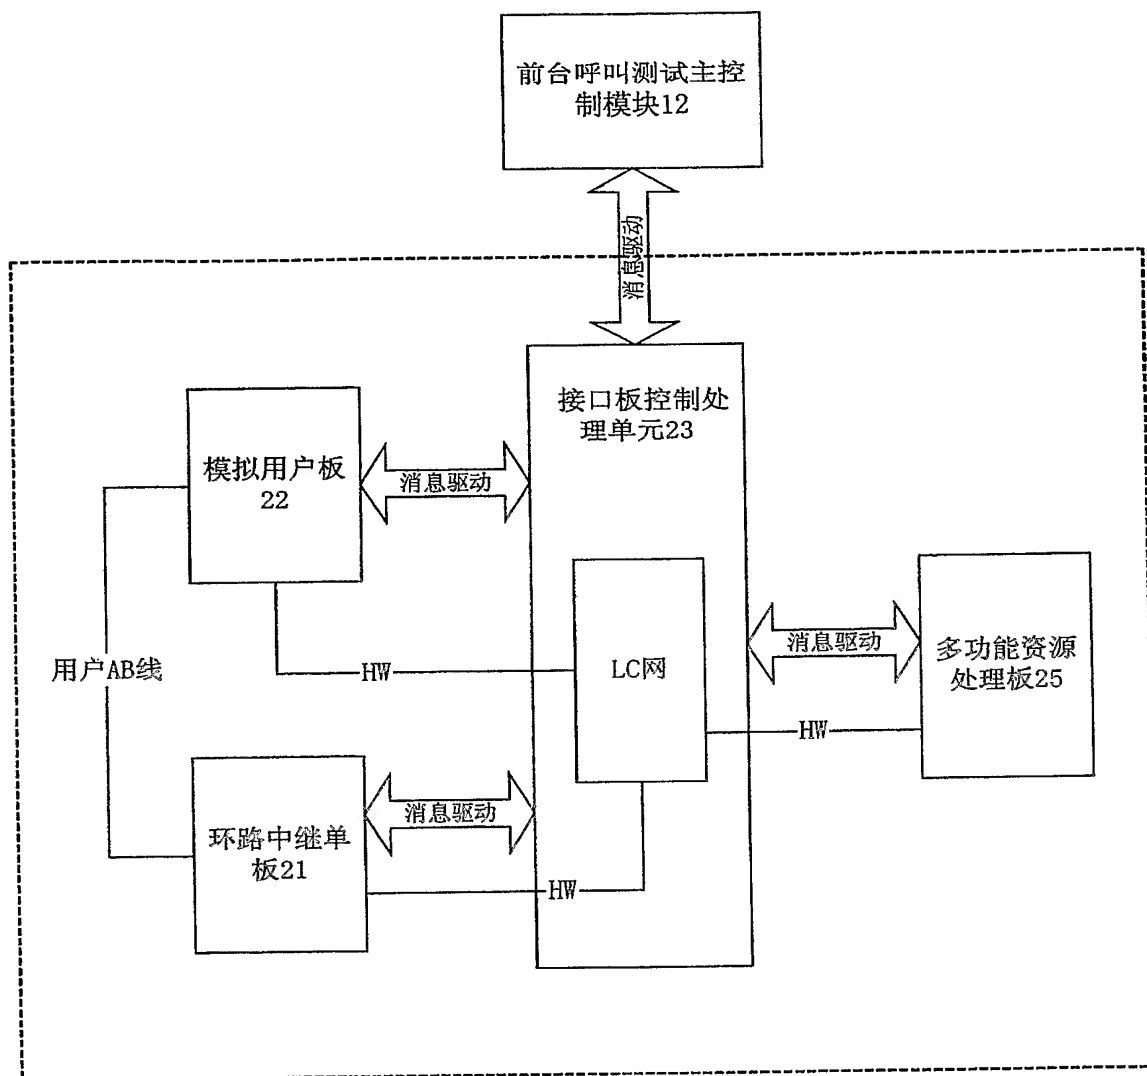 前台呼叫测试主控
制模块12
消息驱动
接口板控制处
理单元23
模拟用户板
22
消息驱动
用户AB线
HW
LC网
消息驱动
多功能资源
处理板25
HW
环路中继单
板21
消息驱动
HW